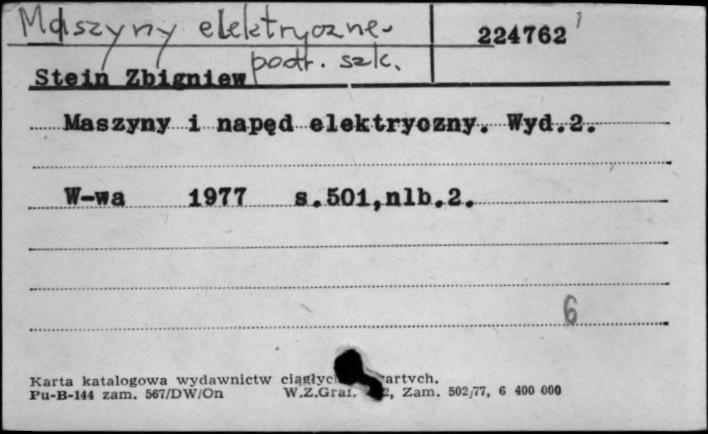 Maszyny elektryczne- 224762
podr. szk.
Stein Zbigniew
Maszyny i napęd elektryczny. Wyd.2.
W-wa 1977 s.501,nlb.2.
6
Karta katalogowa wydawnictw
Pu-B-144 zam. 567/DW/On W.Z.Graf. Zam. 502/77, 6 400 000